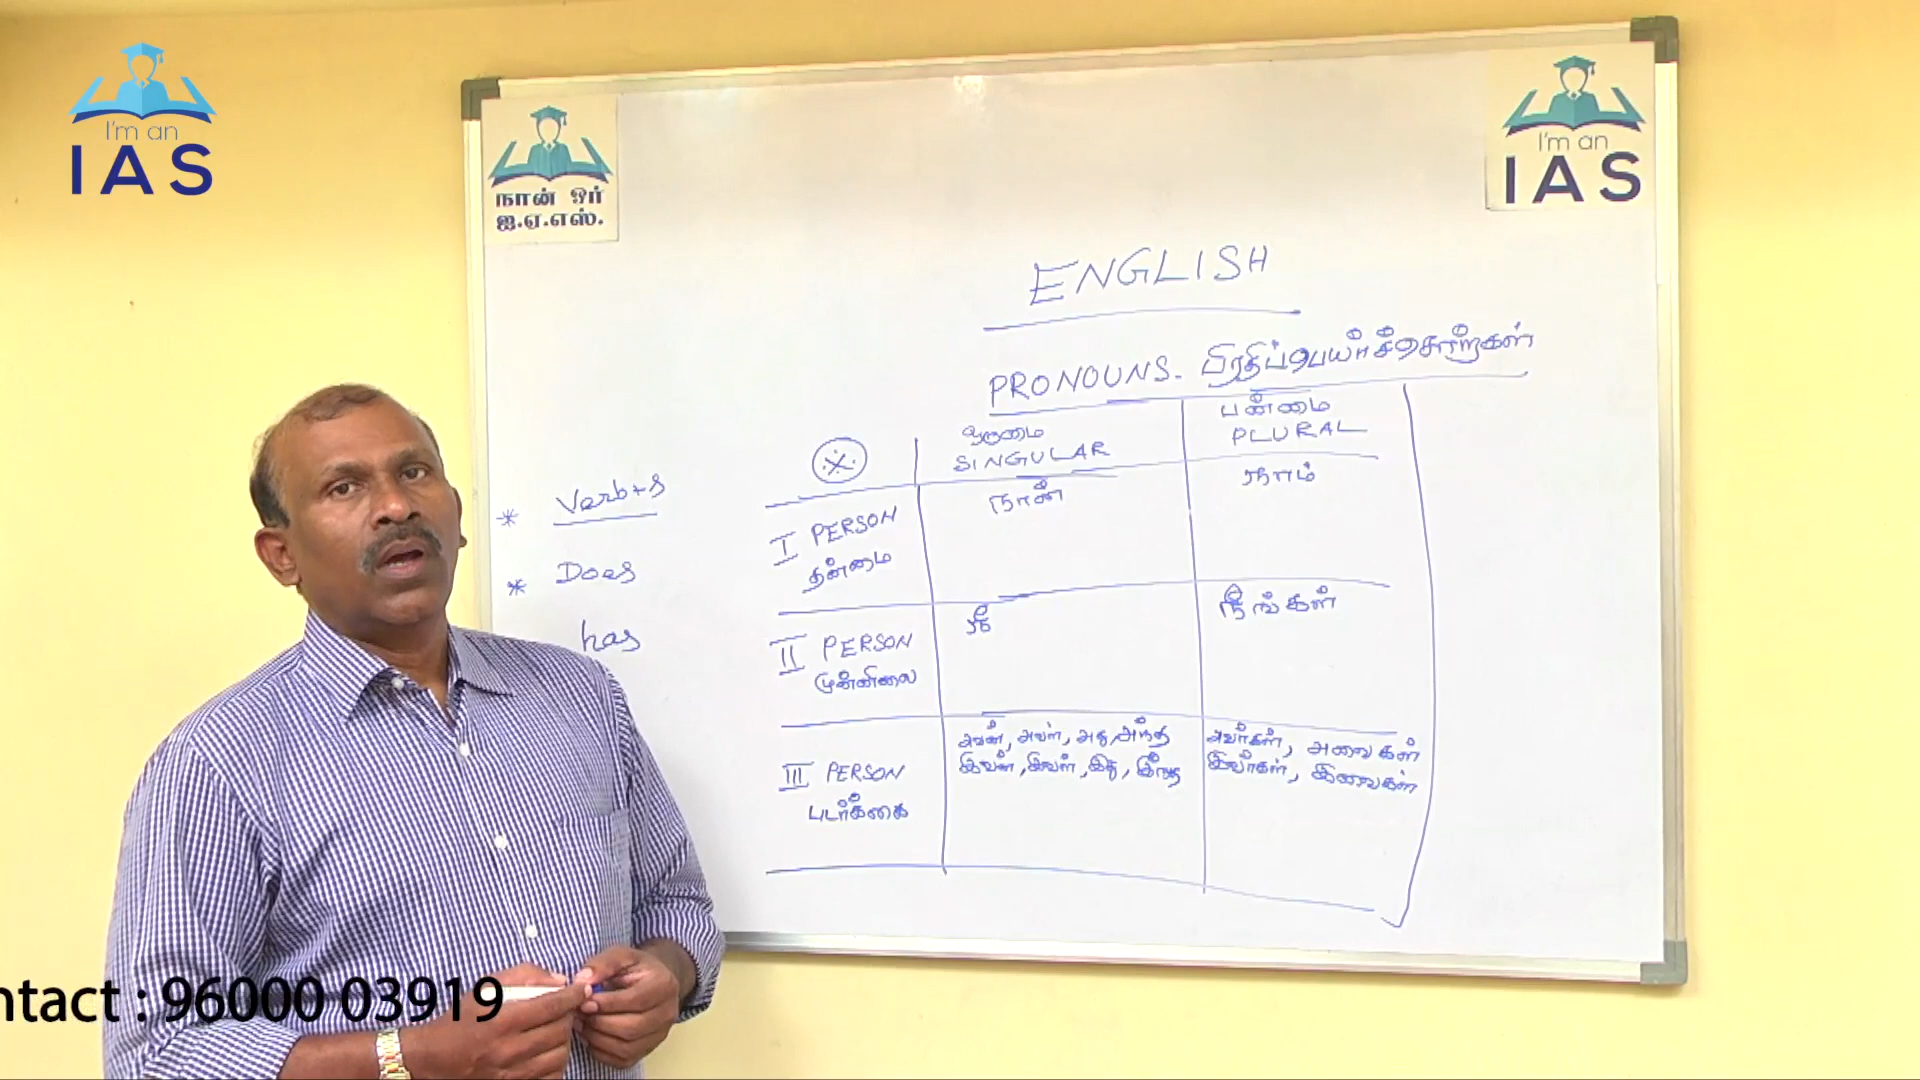 I'm an
IAS
நான் ஓர்
ஐ.ஏ.எஸ்.
I'm an
IAS
ENGLISH
PRONOUNS. பிரதிப்பெயர்ச்சொற்கள்
* Verb+s
* Does
has
ஒருமை
SINGULAR
பன்மை
PLURAL
I PERSON
தன்மை
நான்
நாம்
II PERSON
முன்னிலை
நீ
நீங்கள்
III PERSON
படர்க்கை
அவன், அவள், அது, அந்த
இவன், இவள், இது, இந்த
அவர்கள், அவைகள்
இவர்கள், இவைகள்
ntact : 96000 03919